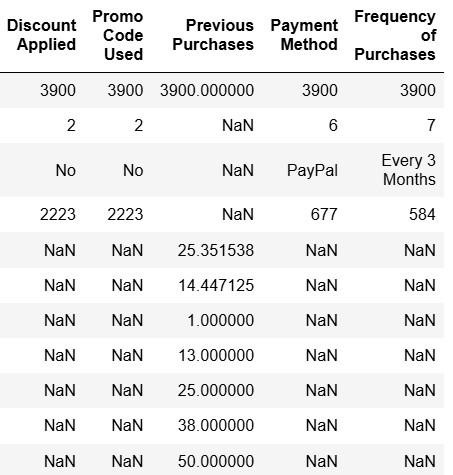 Discount Applied Promo Code Used Previous Purchases Payment Method Frequency of Purchases
3900 3900 3900.000000 3900 3900
2 2 NaN 6 7
No No NaN PayPal Every 3 Months
2223 2223 NaN 677 584
NaN NaN 25.351538 NaN NaN
NaN NaN 14.447125 NaN NaN
NaN NaN 1.000000 NaN NaN
NaN NaN 13.000000 NaN NaN
NaN NaN 25.000000 NaN NaN
NaN NaN 38.000000 NaN NaN
NaN NaN 50.000000 NaN NaN